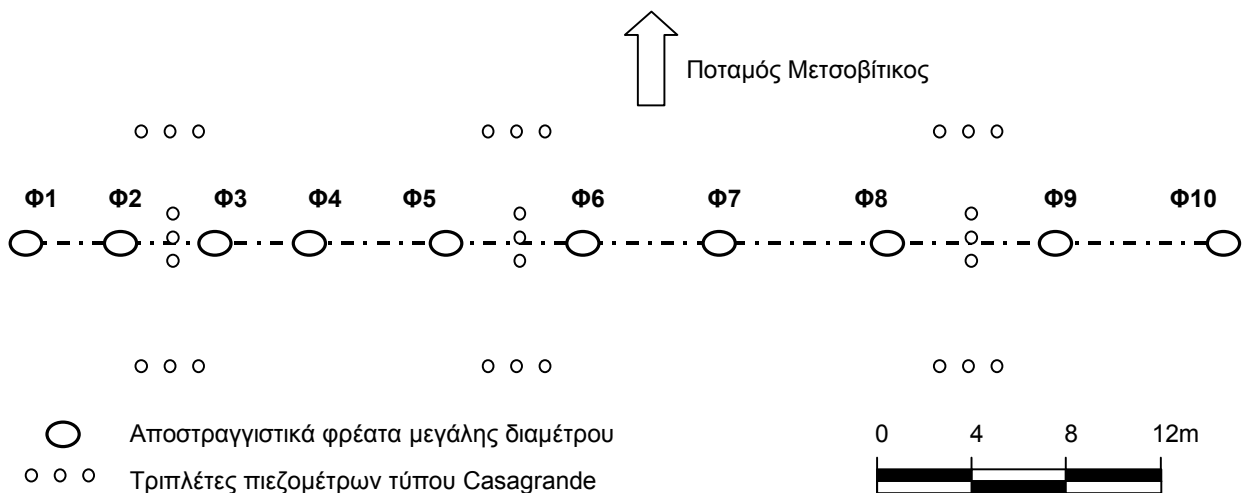 Ποταμός Μετσοβίτικος
Φ1 Φ2 Φ3 Φ4 Φ5 Φ6 Φ7 Φ8 Φ9 Φ10
Αποστραγγιστικά φρέατα μεγάλης διαμέτρου
Τριπλέτες πιεζομέτρων τύπου Casagrande
0 4 8 12m